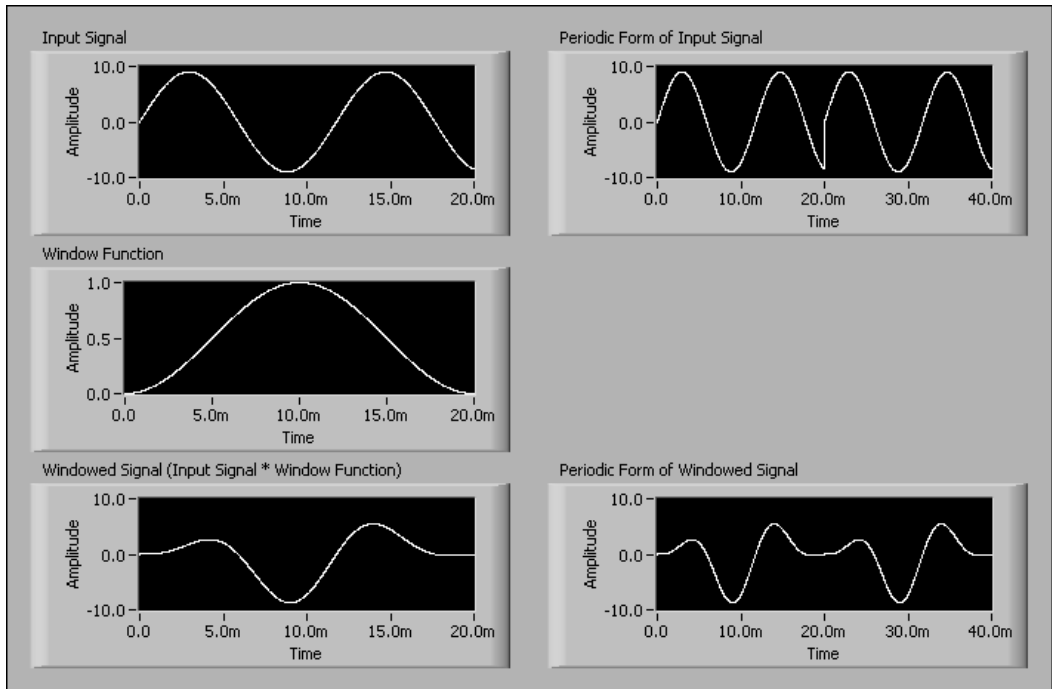 Input Signal
Amplitude
10.0
0.0
-10.0
0.0 5.0m 10.0m 15.0m 20.0m
Time
Periodic Form of Input Signal
Amplitude
10.0
0.0
-10.0
0.0 10.0m 20.0m 30.0m 40.0m
Time
Window Function
Amplitude
1.0
0.5
0.0
0.0 5.0m 10.0m 15.0m 20.0m
Time
Windowed Signal (Input Signal * Window Function)
Amplitude
10.0
0.0
-10.0
0.0 5.0m 10.0m 15.0m 20.0m
Time
Periodic Form of Windowed Signal
Amplitude
10.0
0.0
-10.0
0.0 10.0m 20.0m 30.0m 40.0m
Time